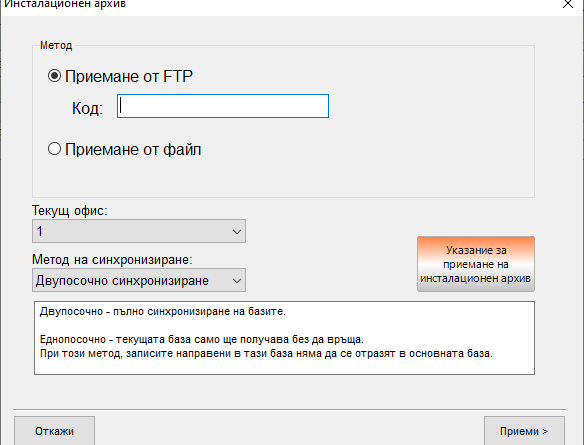 Инсталационен архив
Метод
Приемане от FTP
Код:
Приемане от файл
Текущ офис:
1
Метод на синхронизиране:
Двупосочно синхронизиране
Указание за
приемане на
инсталационен архив
Двупосочно - пълно синхронизиране на базите.
Еднопосочно - текущата база само ще получава без да връща.
При този метод, записите направени в тази база няма да се отразят в основната база.
Откажи
Приеми >